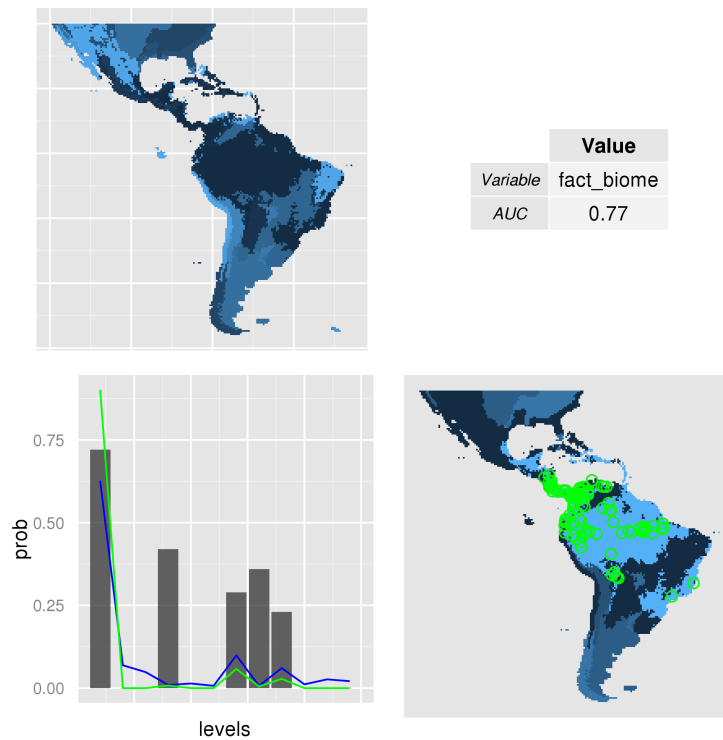 Value
Variable fact_biome
AUC 0.77
0.75
0.50
0.25
0.00
prob
levels